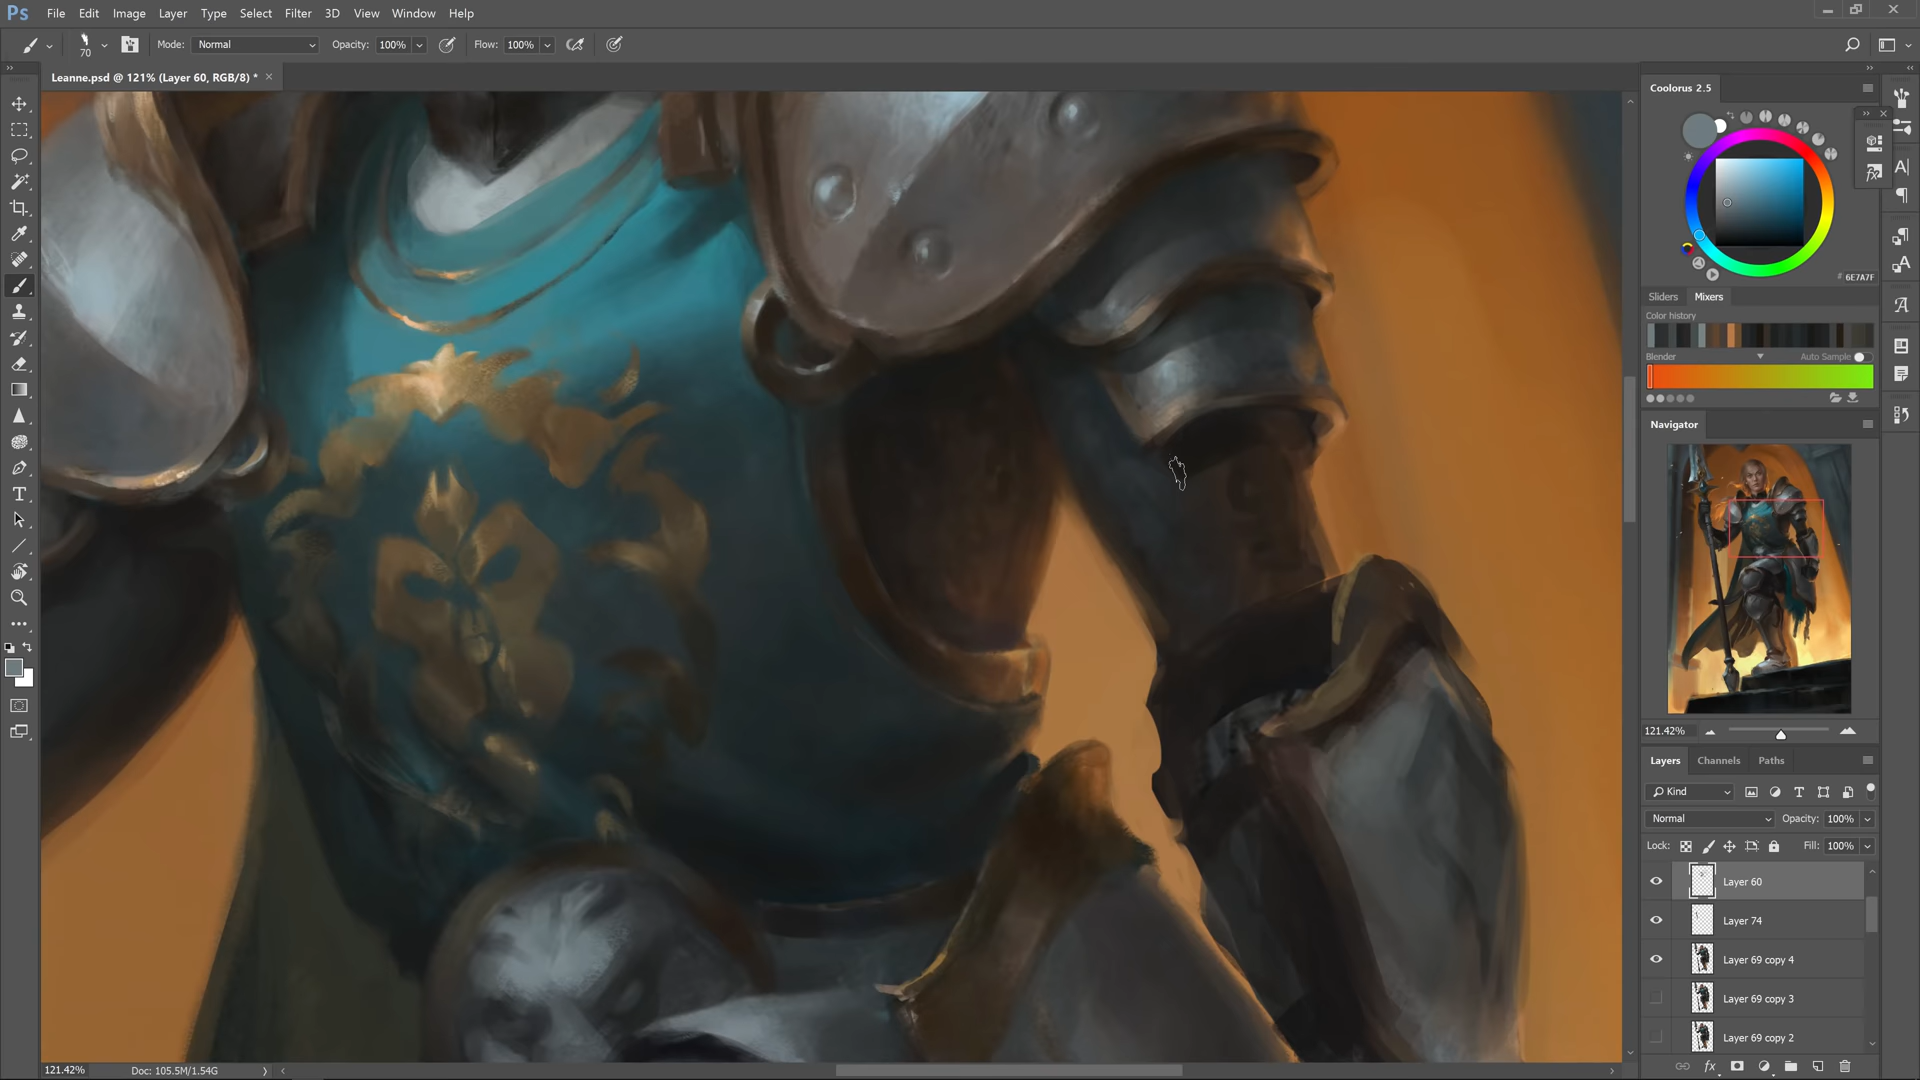 Ps File Edit Image Layer Type Select Filter 3D View Window Help
70 Mode: Normal Opacity: 100% Flow: 100%
Leanne.psd @ 121% (Layer 60, RGB/8) * ×
Coolorus 2.5
# 6E7A7F
Sliders Mixers
Color history
Blender Auto Sample
Navigator
121.42%
Layers Channels Paths
Kind
Normal Opacity: 100%
Lock: Fill: 100%
Layer 60
Layer 74
Layer 69 copy 4
Layer 69 copy 3
Layer 69 copy 2
fx
121.42% Doc: 105.5M/1.54G